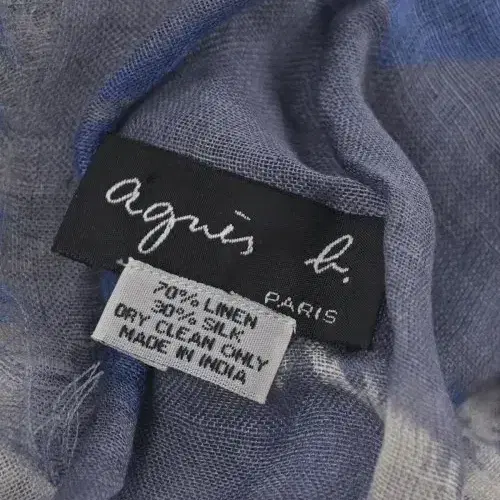 agnès b.
PARIS
70% LINEN
30% SILK
DRY CLEAN ONLY
MADE IN INDIA